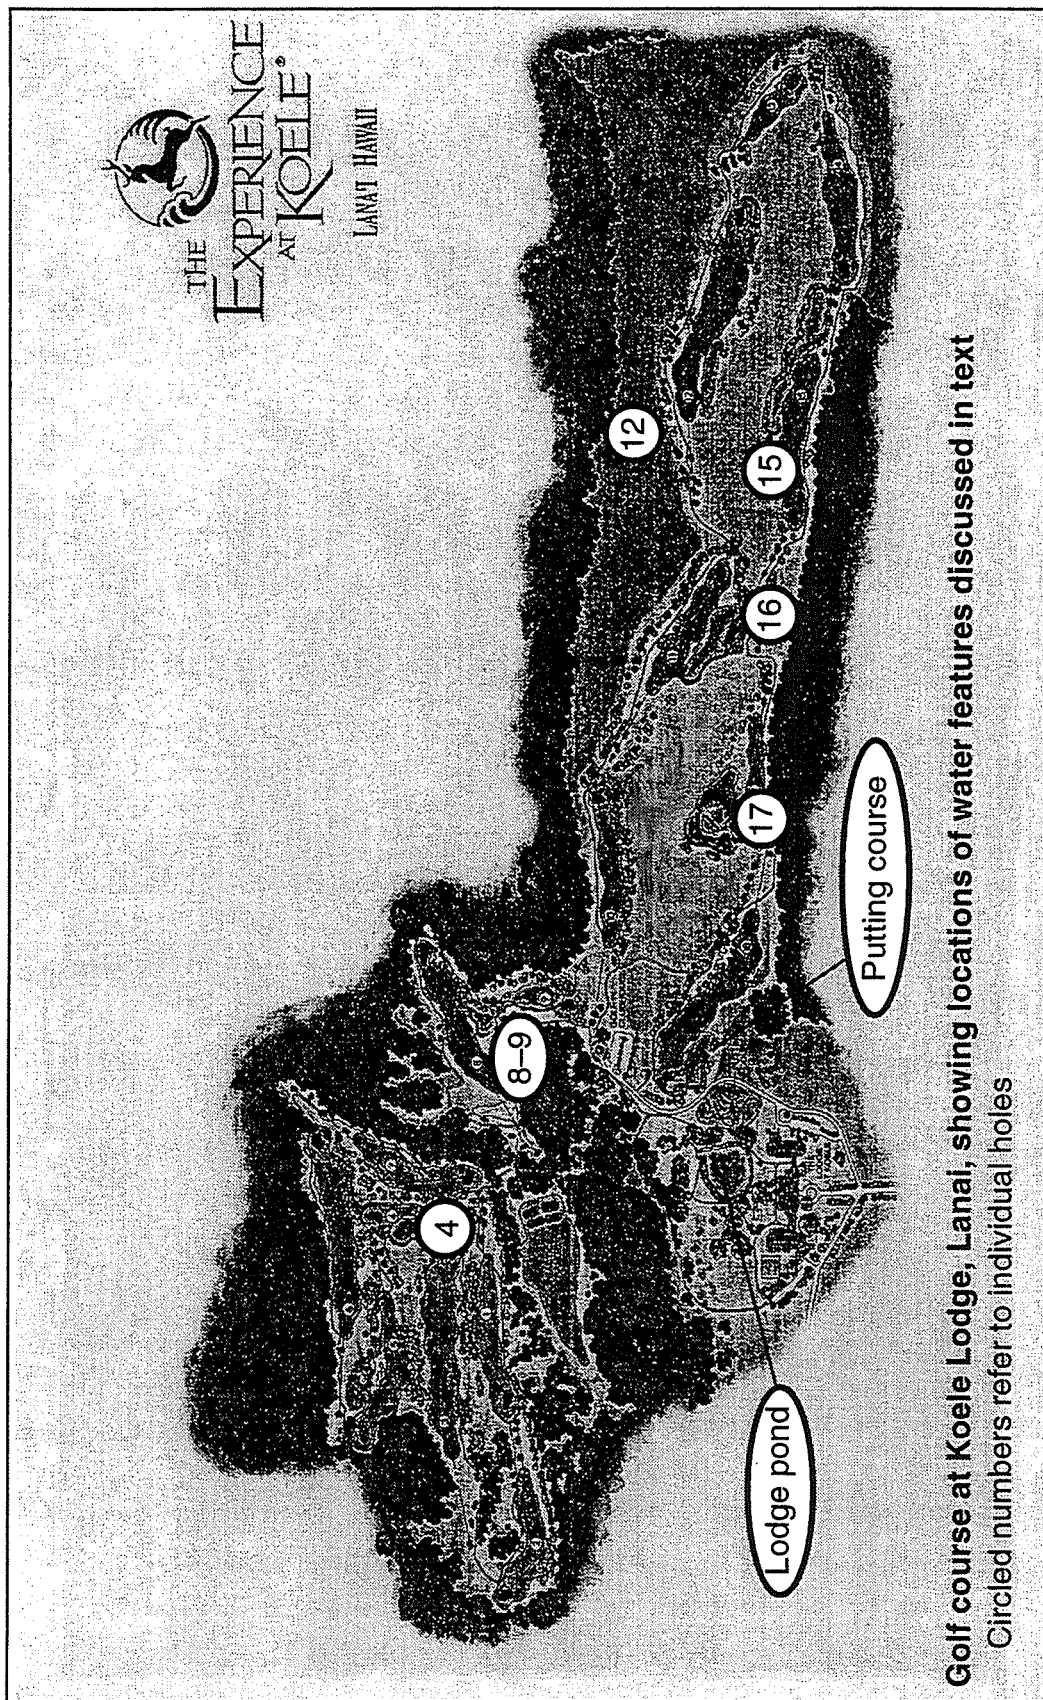 THE
EXPERIENCE
AT KOELE®
LANA'I HAWAII
12
15
16
17
8–9
4
Putting course
Lodge pond
Golf course at Koele Lodge, Lanai, showing locations of water features discussed in text
Circled numbers refer to individual holes